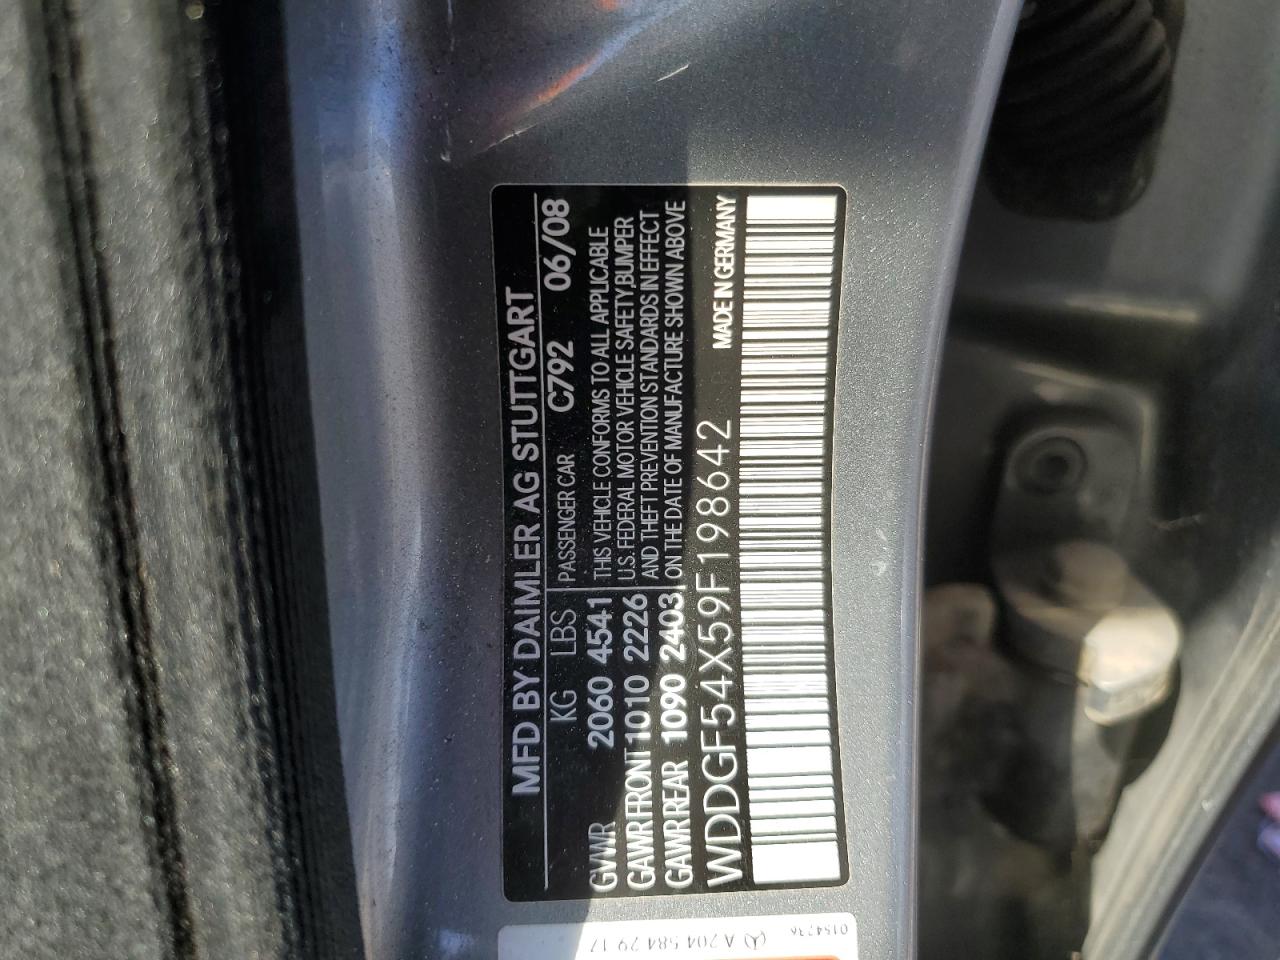 MFD BY DAIMLER AG STUTTGART
KG LBS PASSENGER CAR C792 06/08
GVWR 2060 4541 THIS VEHICLE CONFORMS TO ALL APPLICABLE
GAWR FRONT 1010 2226 U.S. FEDERAL MOTOR VEHICLE SAFETY, BUMPER
AND THEFT PREVENTION STANDARDS IN EFFECT
GAWR REAR 1090 2403 ON THE DATE OF MANUFACTURE SHOWN ABOVE
WDDGF54X59F198642 MADE IN GERMANY
A 204 584 29 17
0154236